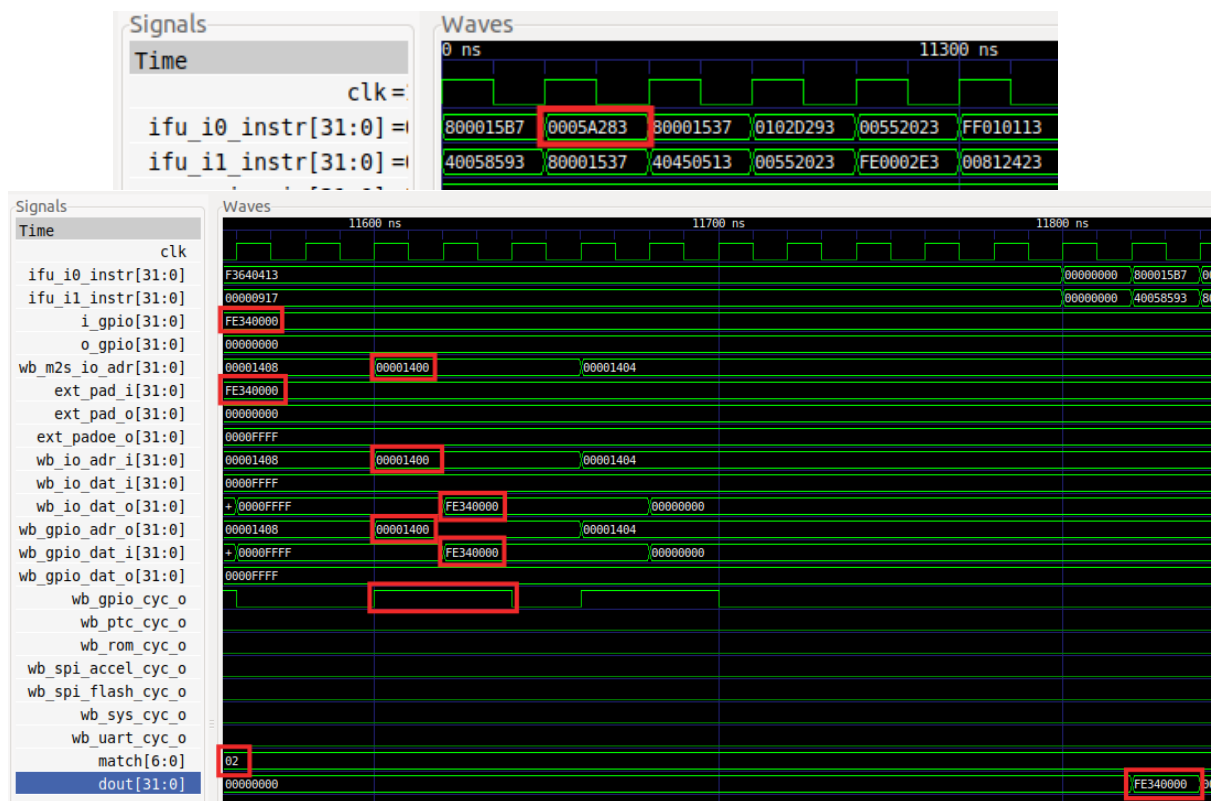 Signals Waves
Time 0 ns 11300 ns
clk=
ifu_i0_instr[31:0] = 800015B7 0005A283 80001537 0102D293 00552023 FF010113
ifu_i1_instr[31:0] = 40058593 80001537 40450513 00552023 FE0002E3 00812423
Signals Waves
Time 11600 ns 11700 ns 11800 ns
clk
ifu_i0_instr[31:0] F3640413 00000000 800015B7 00
ifu_i1_instr[31:0] 00000917 00000000 40058593 80
i_gpio[31:0] FE340000
o_gpio[31:0] 00000000
wb_m2s_io_adr[31:0] 00001408 00001400 00001404
ext_pad_i[31:0] FE340000
ext_pad_o[31:0] 00000000
ext_padoe_o[31:0] 0000FFFF
wb_io_adr_i[31:0] 00001408 00001400 00001404
wb_io_dat_i[31:0] 0000FFFF
wb_io_dat_o[31:0] + 0000FFFF FE340000 00000000
wb_gpio_adr_o[31:0] 00001408 00001400 00001404
wb_gpio_dat_i[31:0] + 0000FFFF FE340000 00000000
wb_gpio_dat_o[31:0] 0000FFFF
wb_gpio_cyc_o
wb_ptc_cyc_o
wb_rom_cyc_o
wb_spi_accel_cyc_o
wb_spi_flash_cyc_o
wb_sys_cyc_o
wb_uart_cyc_o
match[6:0] 02
dout[31:0] 00000000 FE340000